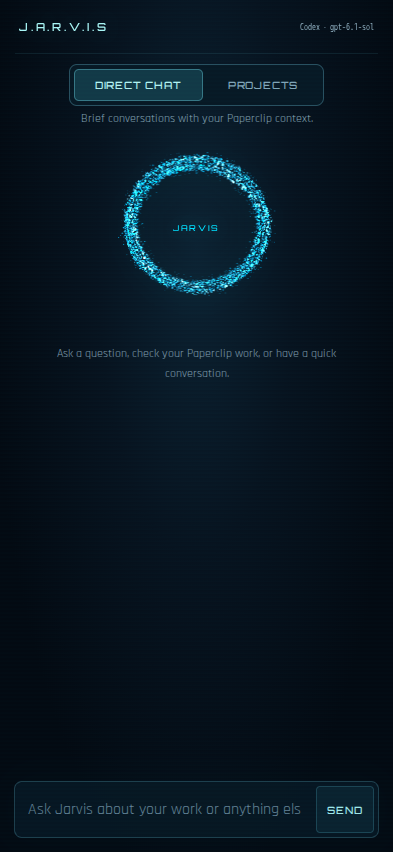 J.A.R.V.I.S
Codex · gpt-6.1-sol
DIRECT CHAT
PROJECTS
Brief conversations with your Paperclip context.
JARVIS
Ask a question, check your Paperclip work, or have a quick
conversation.
Ask Jarvis about your work or anything els
SEND